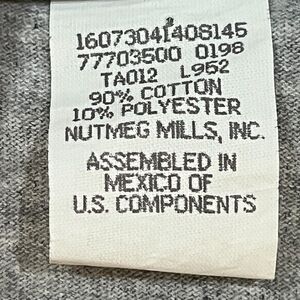 16073041408145
77703500 0198
TA012 L952
90% COTTON
10% POLYESTER
NUTMEG MILLS, INC.
ASSEMBLED IN
MEXICO OF
U.S. COMPONENTS